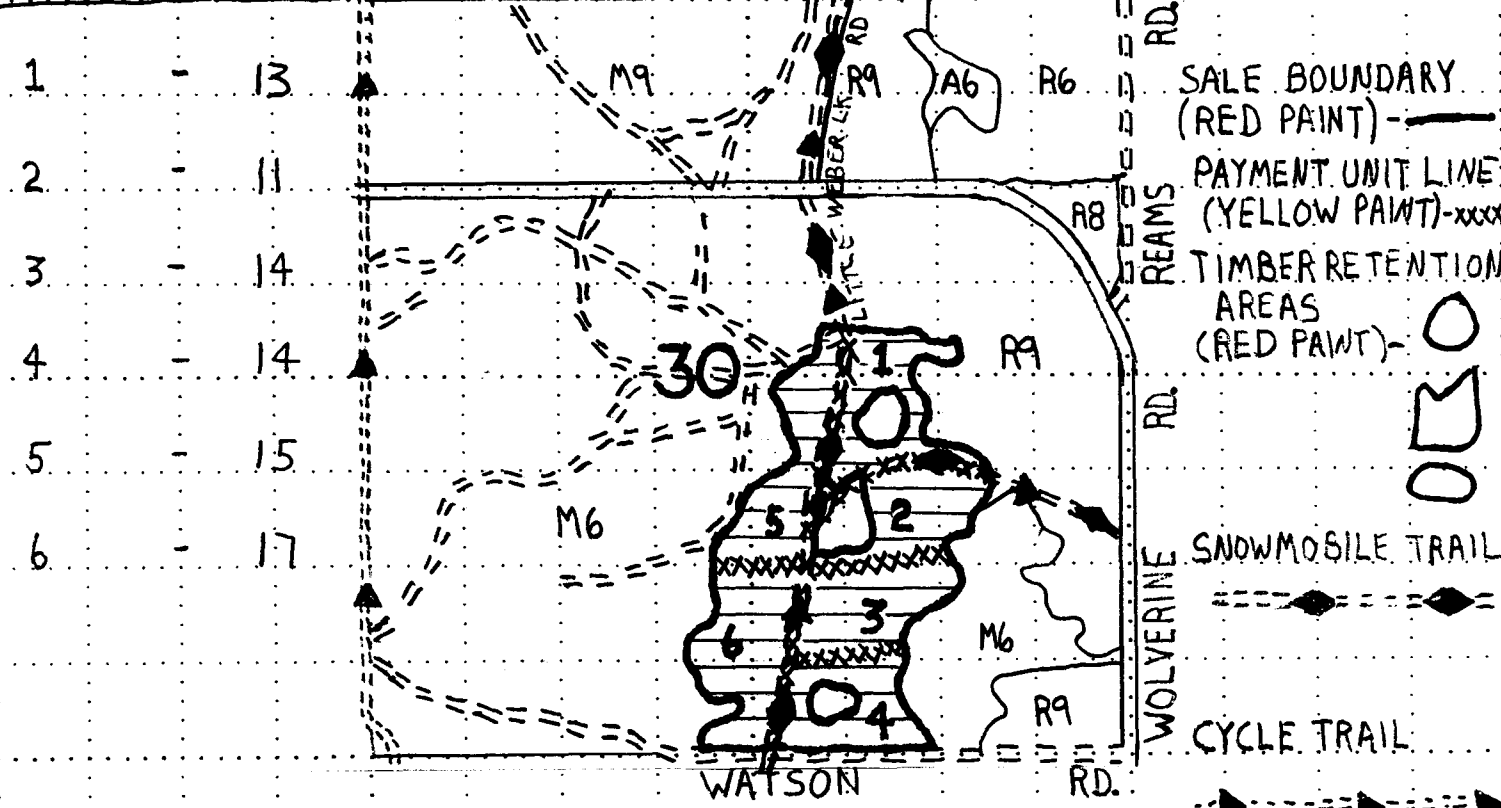 1 - 13
2 - 11
3 - 14
4 - 14
5 - 15
6 - 17
M9
R9
A6
R6
R8
R9
30
1
5
2
M6
3
6
M6
4
R9
LITTLE WEBER LK. RD
REAMS RD.
WOLVERINE RD.
WATSON RD.
SALE BOUNDARY
(RED PAINT)-
PAYMENT UNIT LINE
(YELLOW PAINT)-xxxx
TIMBER RETENTION
AREAS
(RED PAINT)-
SNOWMOBILE TRAIL
CYCLE TRAIL